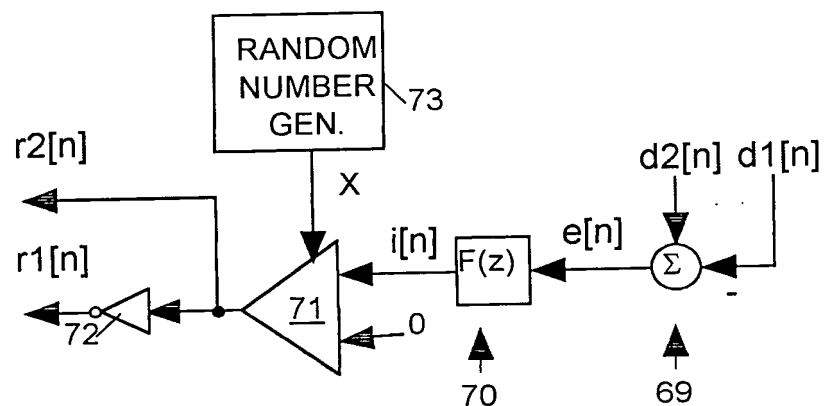 RANDOM
NUMBER
GEN.
73
r2[n]
X
d2[n] d1[n]
r1[n]
i[n]
F(z)
e[n]
Σ
-
72
71
0
70
69